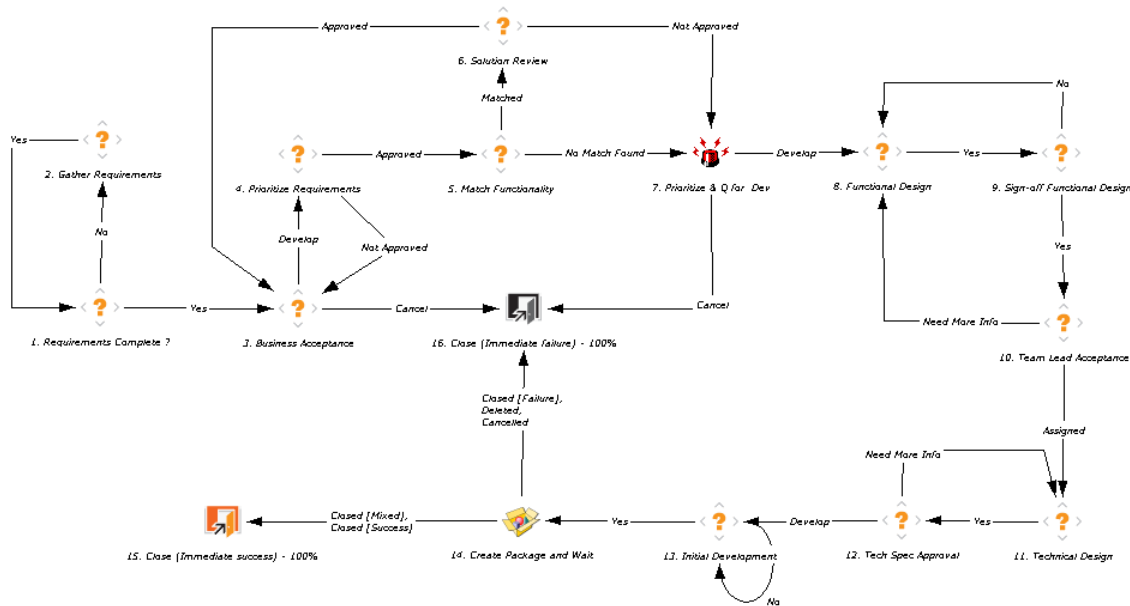 Approved
Not Approved
6. Solution Review
No
Matched
Yes
2. Gather Requirements
Approved
No Match Found
Develop
Yes
4. Prioritize Requirements
5. Match Functionality
7. Prioritize & Q for Dev
8. Functional Design
9. Sign-off Functional Design
No
Develop
Not Approved
Yes
Yes
Cancel
Cancel
Need More Info
1. Requirements Complete ?
3. Business Acceptance
16. Close (Immediate failure) - 100%
10. Team Lead Acceptance
Closed [Failure],
Deleted,
Cancelled
Assigned
Need More Info
Closed [Mixed],
Closed [Success]
Yes
Develop
Yes
15. Close (Immediate success) - 100%
14. Create Package and Wait
13. Initial Development
12. Tech Spec Approval
11. Technical Design
No